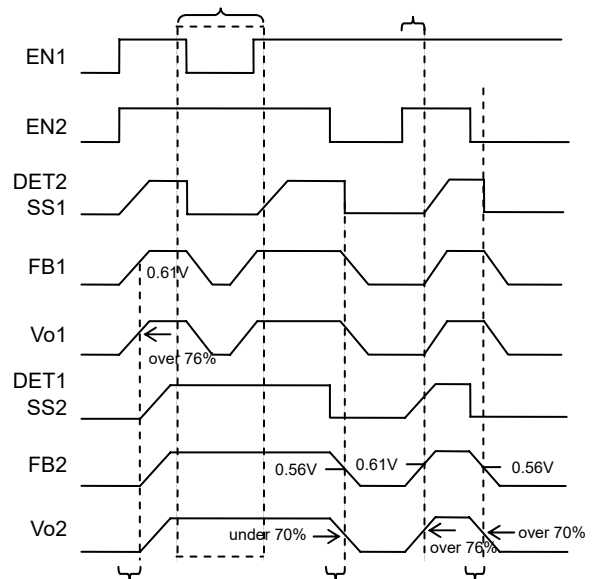 EN1
EN2
DET2
SS1
FB1
0.61V
Vo1
over 76%
DET1
SS2
FB2
0.56V
0.61V
0.56V
Vo2
under 70%
over 76%
over 70%